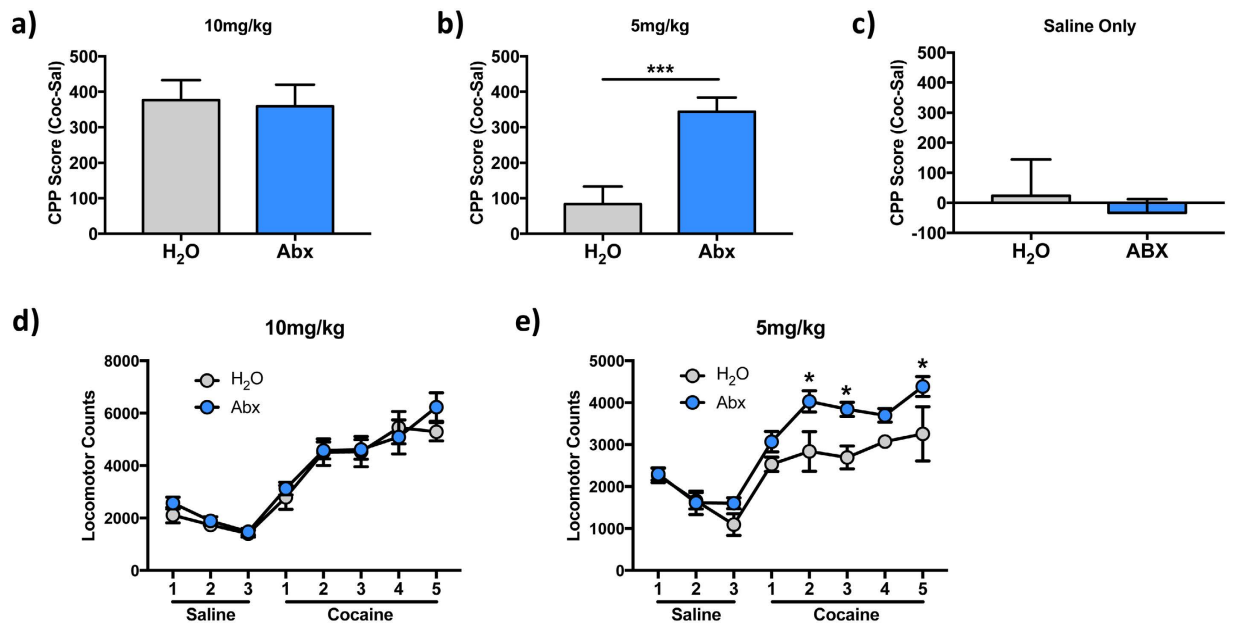 a)
10mg/kg
CPP Score (Coc-Sal)
500
400
300
200
100
0
H₂O Abx
b)
5mg/kg
***
CPP Score (Coc-Sal)
500
400
300
200
100
0
H₂O Abx
c)
Saline Only
CPP Score (Coc-Sal)
500
400
300
200
100
0
-100
H₂O ABX
d)
10mg/kg
H₂O
Abx
Locomotor Counts
8000
6000
4000
2000
0
1 2 3 1 2 3 4 5
Saline Cocaine
e)
5mg/kg
H₂O
Abx
* * *
Locomotor Counts
5000
4000
3000
2000
1000
0
1 2 3 1 2 3 4 5
Saline Cocaine